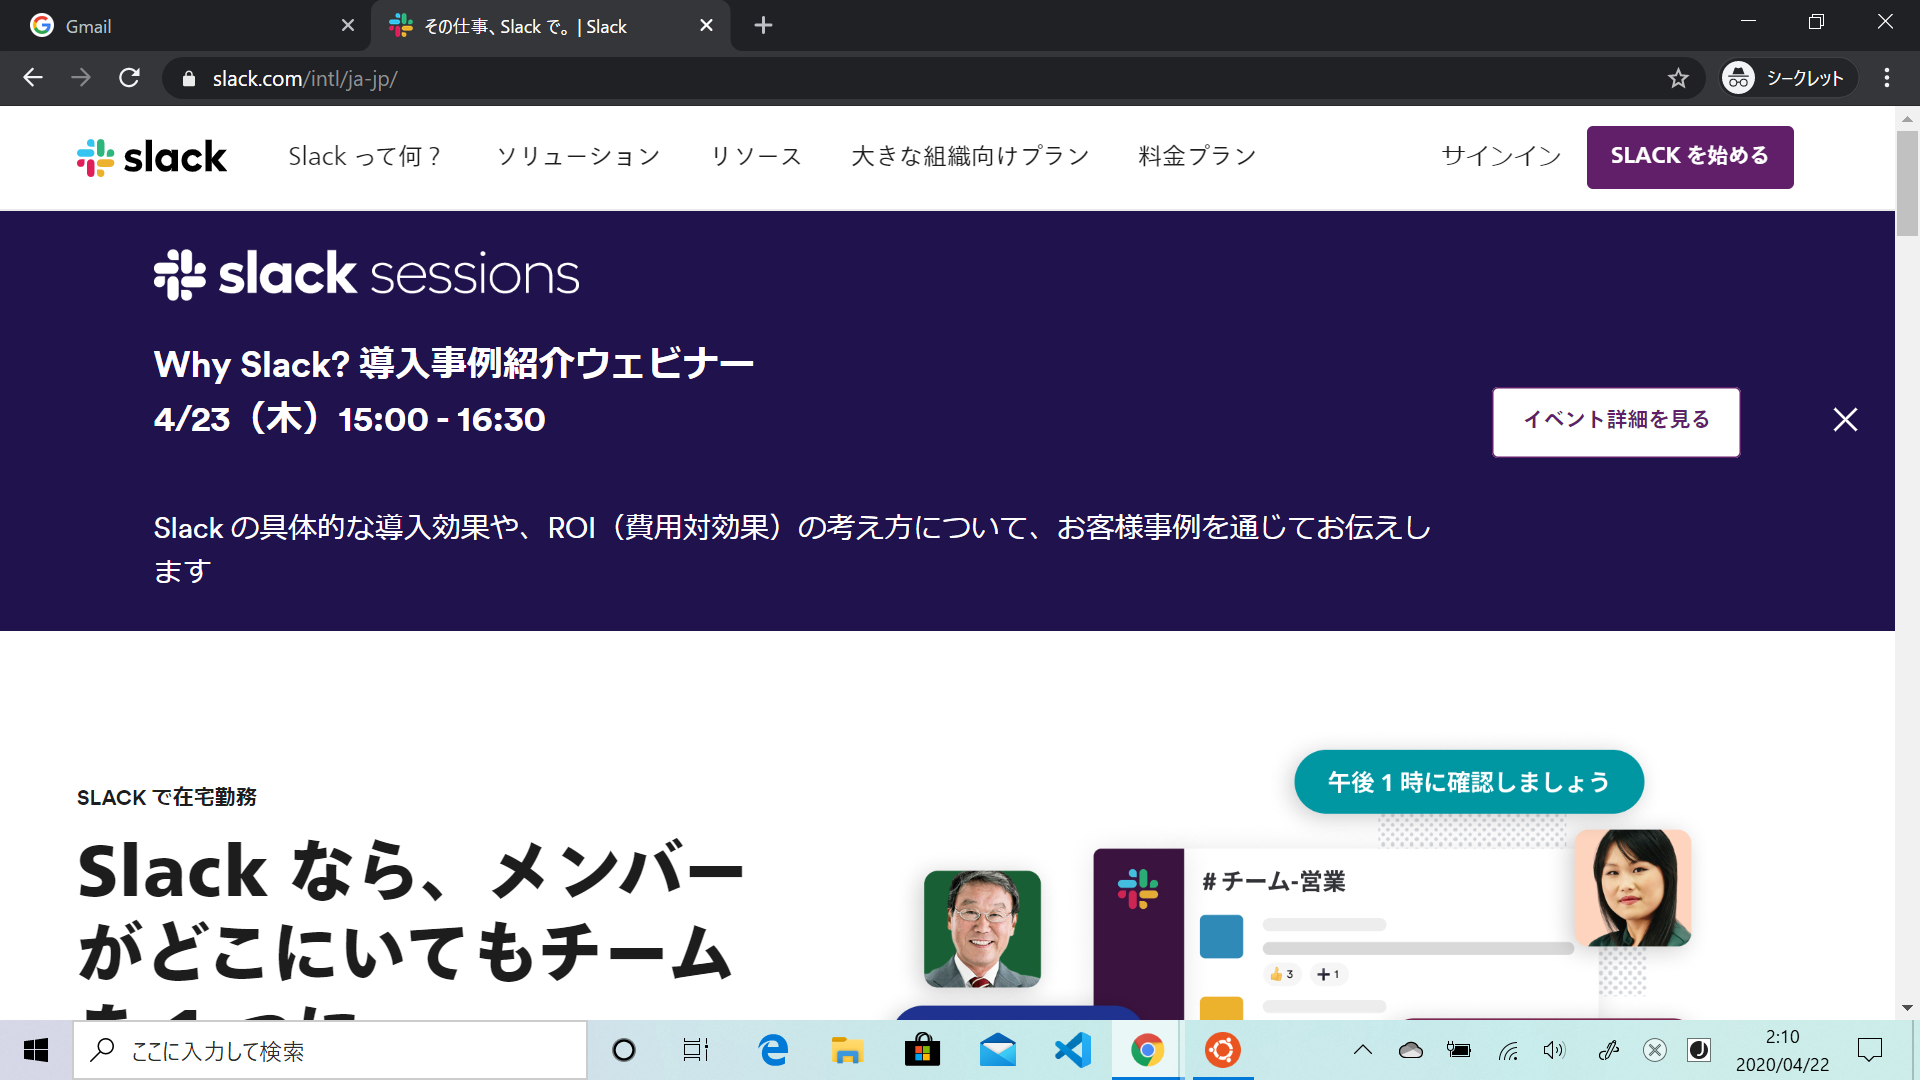 Gmail
その仕事、Slack で。 | Slack
slack.com/intl/ja-jp/
シークレット
slack
Slack って何？
ソリューション
リソース
大きな組織向けプラン
料金プラン
サインイン
SLACK を始める
slack sessions
Why Slack? 導入事例紹介ウェビナー
4/23（木）15:00 - 16:30
イベント詳細を見る
Slack の具体的な導入効果や、ROI（費用対効果）の考え方について、お客様事例を通じてお伝えし
ます
午後 1 時に確認しましょう
SLACK で在宅勤務
Slack なら、メンバー
がどこにいてもチーム
# チーム-営業
3
1
ここに入力して検索
2:10
2020/04/22